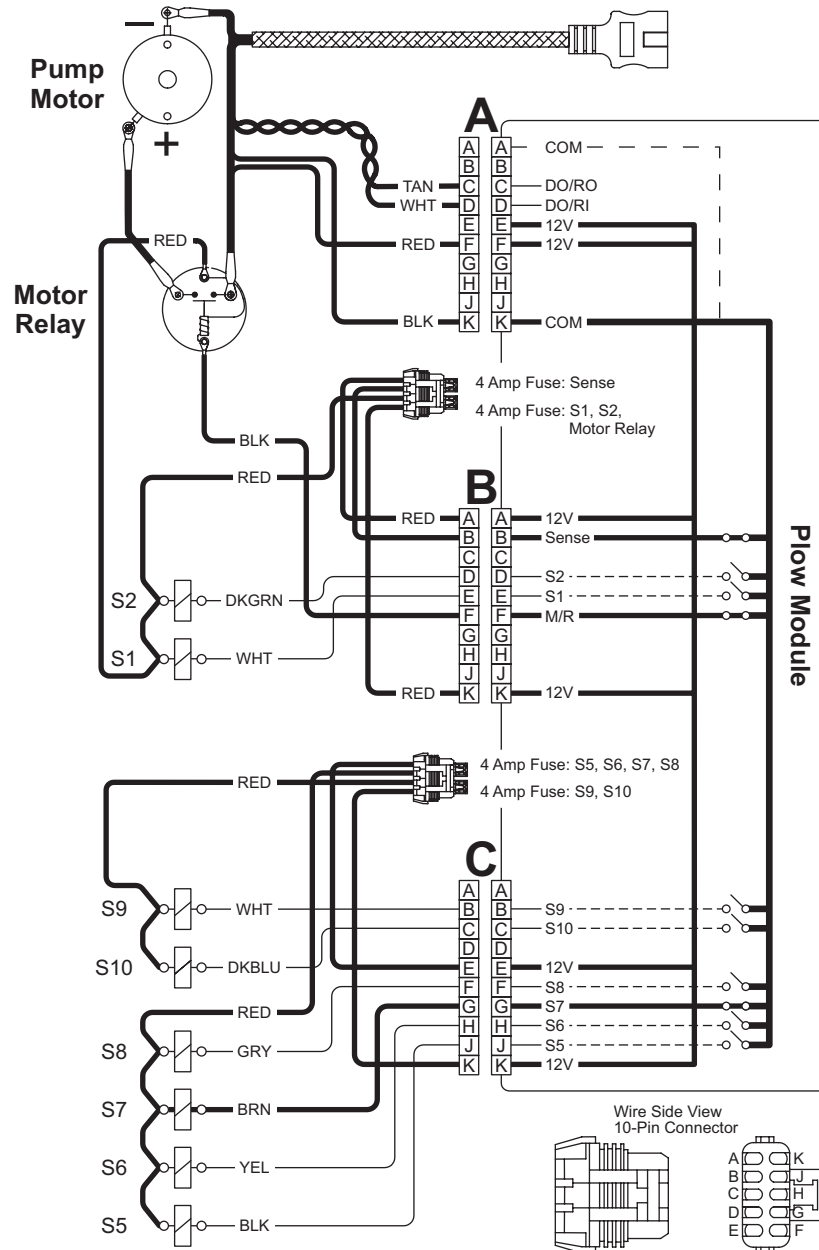 −
Pump
Motor
+
A
A A COM
B B
TAN C C DO/RO
WHT D D DO/RI
E E 12V
RED F F 12V
G G
H H
J J
BLK K K COM
RED
Motor
Relay
4 Amp Fuse: Sense
4 Amp Fuse: S1, S2,
Motor Relay
BLK
RED
B
RED A A 12V
B B Sense
C C
S2 DKGRN D D S2
E E S1
F F M/R
G G
S1 WHT H H
J J
RED K K 12V
Plow Module
4 Amp Fuse: S5, S6, S7, S8
RED
4 Amp Fuse: S9, S10
C
A A
S9 WHT B B S9
C C S10
D D
S10 DKBLU E E 12V
F F S8
RED G G S7
H H S6
S8 GRY J J S5
K K 12V
S7 BRN
S6 YEL
S5 BLK
Wire Side View
10-Pin Connector
A K
B J
C H
D G
E F